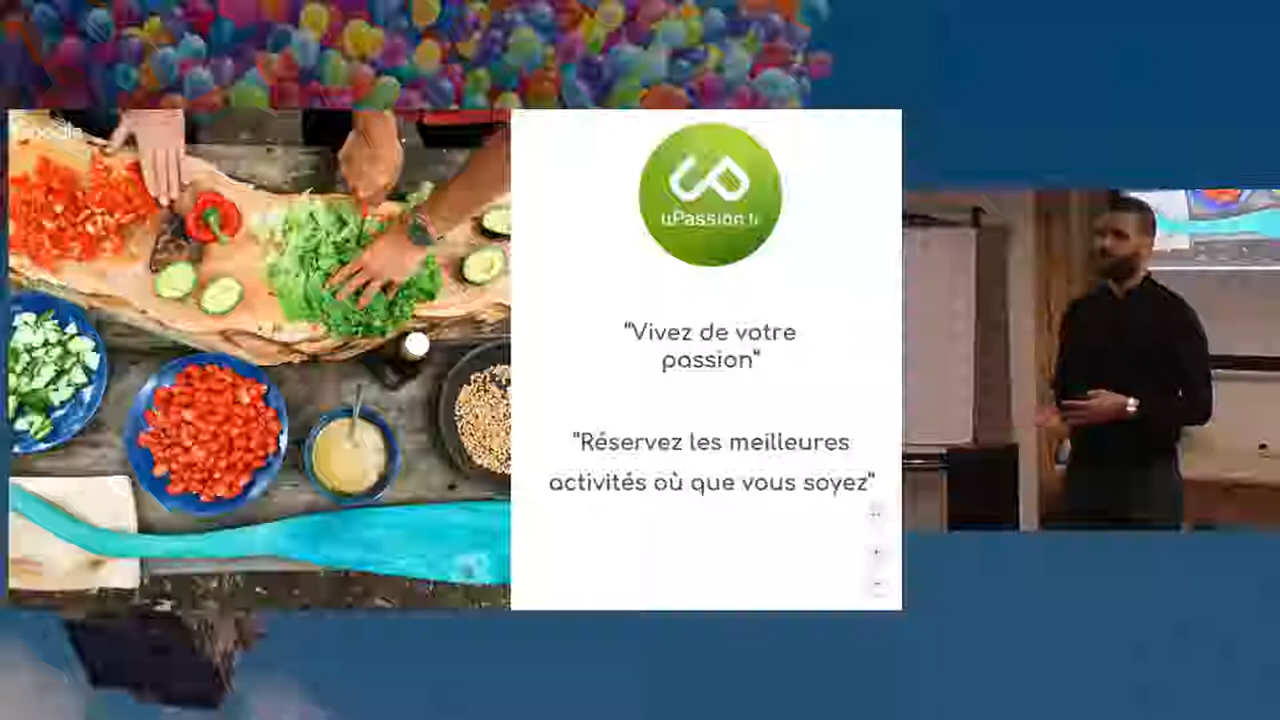 uPassion.fr
"Vivez de votre
passion"
"Réservez les meilleures
activités où que vous soyez"